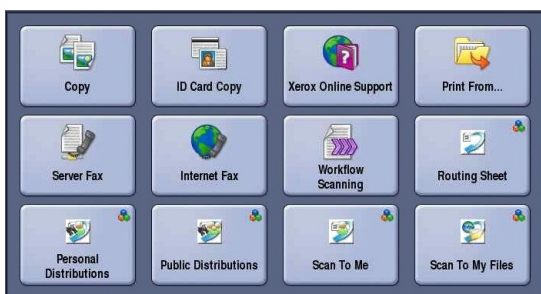 Copy
ID Card Copy
Xerox Online Support
Print From...
Server Fax
Internet Fax
Workflow
Scanning
Routing Sheet
Personal
Distributions
Public Distributions
Scan To Me
Scan To My Files